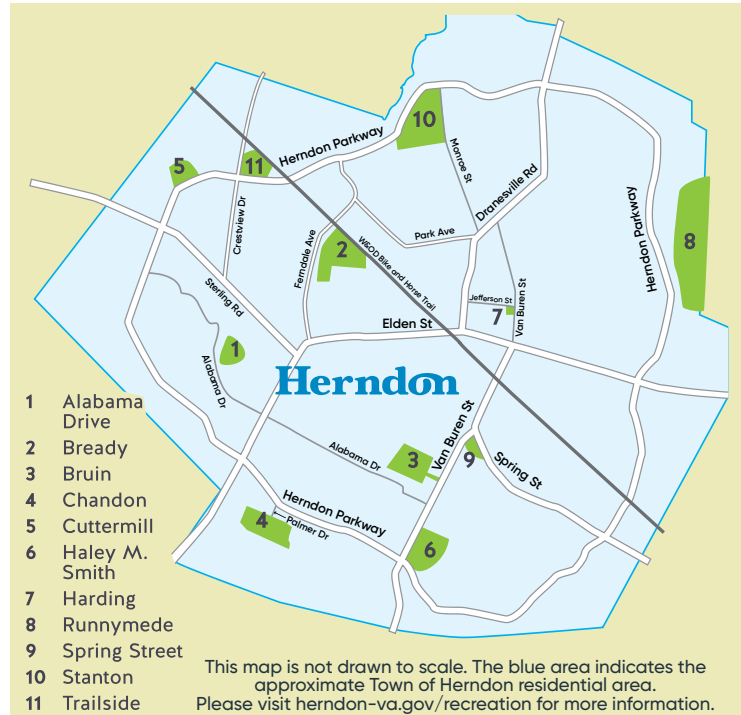 10
Herndon Parkway
5
11
Monroe St
Dranesville Rd
Herndon Parkway
Crestview Dr
Park Ave
Ferndale Ave
2
W&OD Bike and Horse Trail
8
Sterling Rd
Jefferson St
7
Van Buren St
Elden St
1
Alabama Dr
Herndon
Van Buren St
Alabama Dr
3
9
Spring St
Herndon Parkway
4
Palmer Dr
6
1 Alabama
Drive
2 Bready
3 Bruin
4 Chandon
5 Cuttermill
6 Haley M.
Smith
7 Harding
8 Runnymede
9 Spring Street
10 Stanton
11 Trailside
This map is not drawn to scale. The blue area indicates the
approximate Town of Herndon residential area.
Please visit herndon-va.gov/recreation for more information.